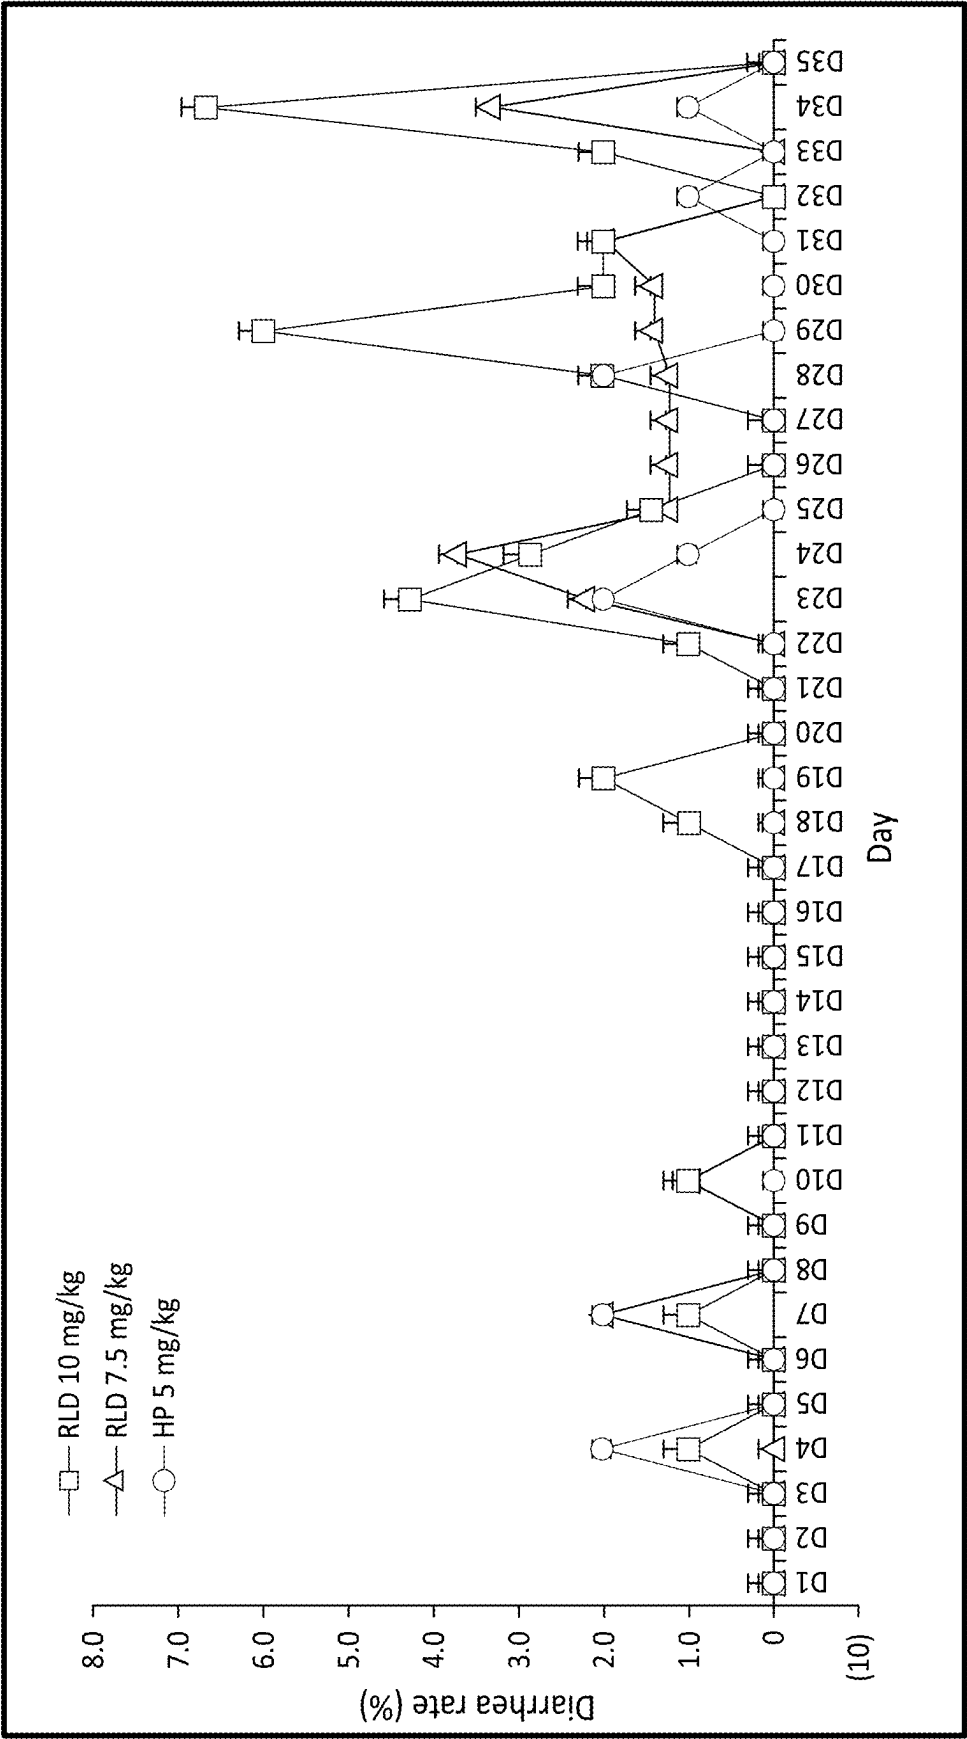 RLD 10 mg/kg
RLD 7.5 mg/kg
HP 5 mg/kg
Diarrhea rate (%)
8.0
7.0
6.0
5.0
4.0
3.0
2.0
1.0
0
(10)
D1 D2 D3 D4 D5 D6 D7 D8 D9 D10 D11 D12 D13 D14 D15 D16 D17 D18 D19 D20 D21 D22 D23 D24 D25 D26 D27 D28 D29 D30 D31 D32 D33 D34 D35
Day